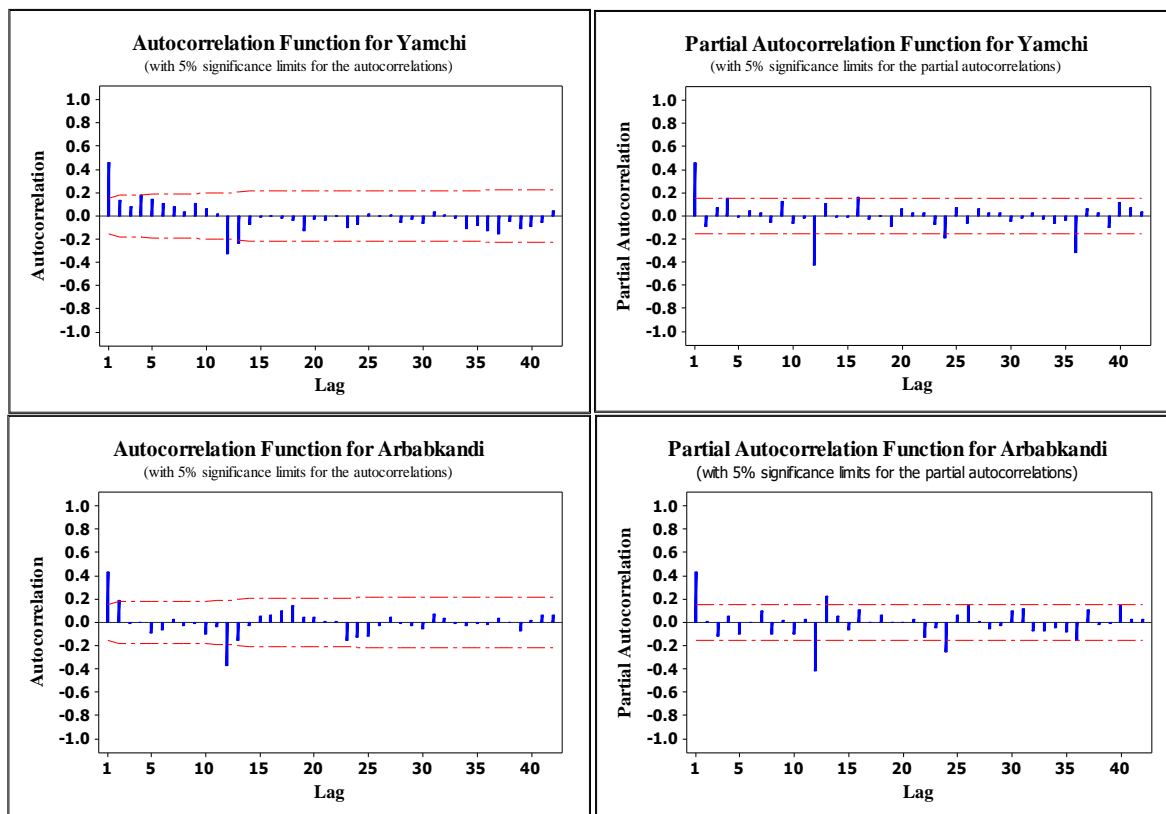 Autocorrelation Function for Yamchi
(with 5% significance limits for the autocorrelations)
Autocorrelation
1.0
0.8
0.6
0.4
0.2
0.0
-0.2
-0.4
-0.6
-0.8
-1.0
1 5 10 15 20 25 30 35 40
Lag
Partial Autocorrelation Function for Yamchi
(with 5% significance limits for the partial autocorrelations)
Partial Autocorrelation
1.0
0.8
0.6
0.4
0.2
0.0
-0.2
-0.4
-0.6
-0.8
-1.0
1 5 10 15 20 25 30 35 40
Lag
Autocorrelation Function for Arbabkandi
(with 5% significance limits for the autocorrelations)
Autocorrelation
1.0
0.8
0.6
0.4
0.2
0.0
-0.2
-0.4
-0.6
-0.8
-1.0
1 5 10 15 20 25 30 35 40
Lag
Partial Autocorrelation Function for Arbabkandi
(with 5% significance limits for the partial autocorrelations)
Partial Autocorrelation
1.0
0.8
0.6
0.4
0.2
0.0
-0.2
-0.4
-0.6
-0.8
-1.0
1 5 10 15 20 25 30 35 40
Lag